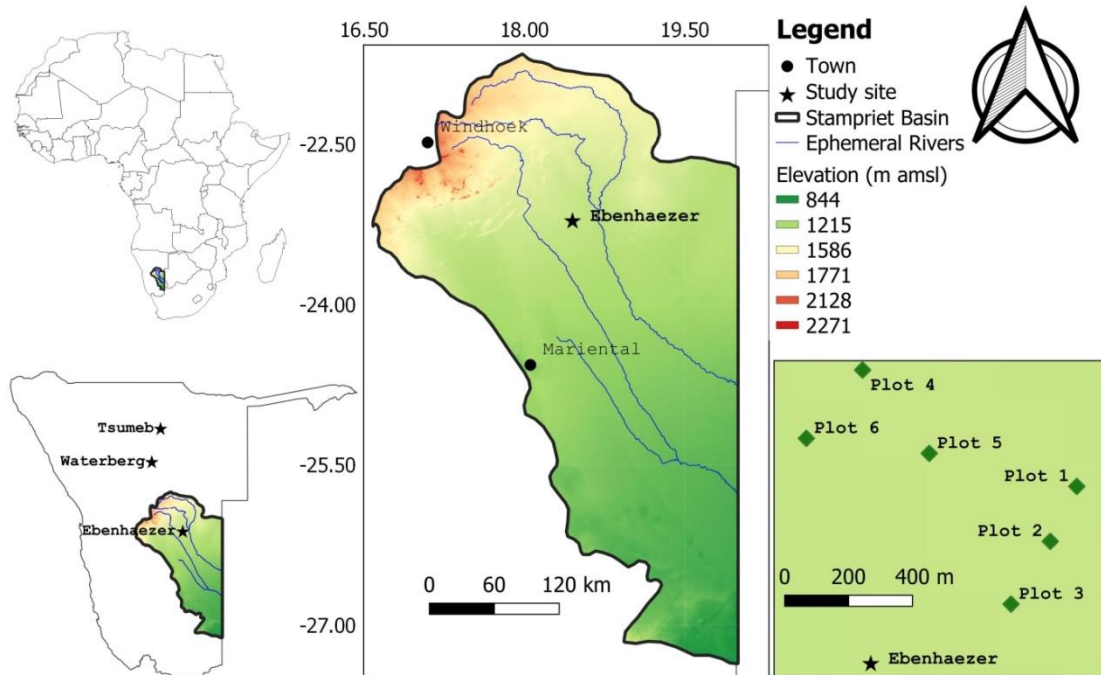 16.50 18.00 19.50
-22.50
-24.00
-25.50
-27.00
Windhoek
Ebenhaezer
Mariental
0 60 120 km
Tsumeb
Waterberg
Ebenhaezer
Legend
Town
Study site
Stampriet Basin
Ephemeral Rivers
Elevation (m amsl)
844
1215
1586
1771
2128
2271
Plot 4
Plot 6
Plot 5
Plot 1
Plot 2
0 200 400 m
Plot 3
Ebenhaezer